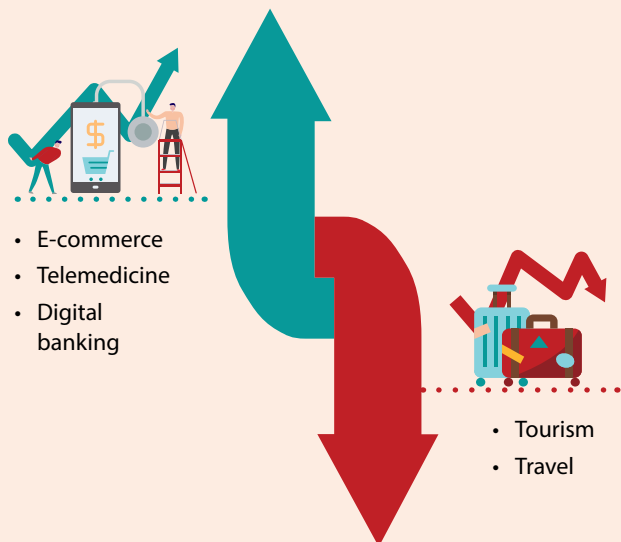 $
• E-commerce
• Telemedicine
• Digital
banking
• Tourism
• Travel